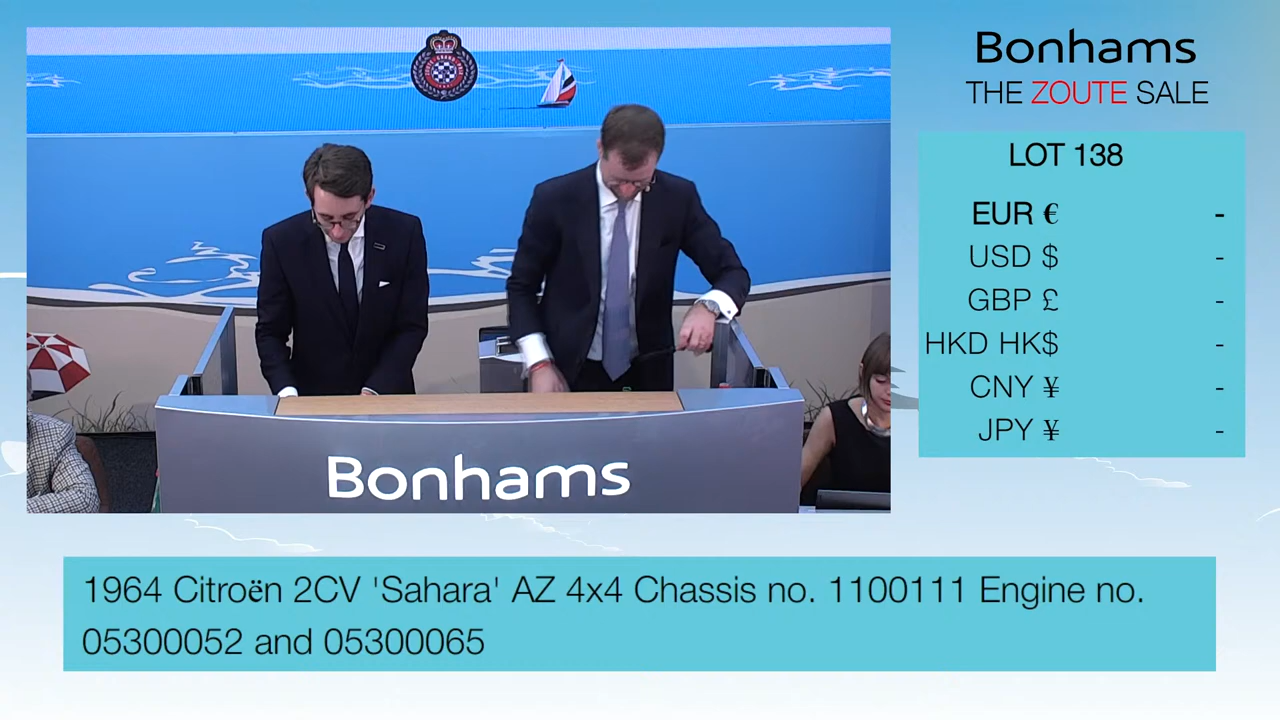 Bonhams
THE ZOUTE SALE
LOT 138
EUR € -
USD $ -
GBP £ -
HKD HK$ -
CNY ¥ -
JPY ¥ -
Bonhams
1964 Citroën 2CV 'Sahara' AZ 4x4 Chassis no. 1100111 Engine no.
05300052 and 05300065